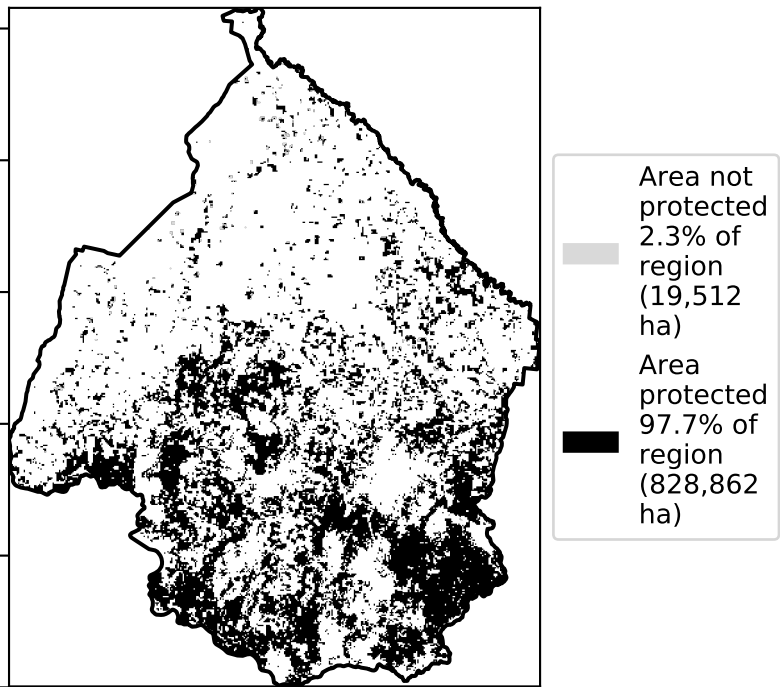 Area not
protected
2.3% of
region
(19,512
ha)
Area
protected
97.7% of
region
(828,862
ha)